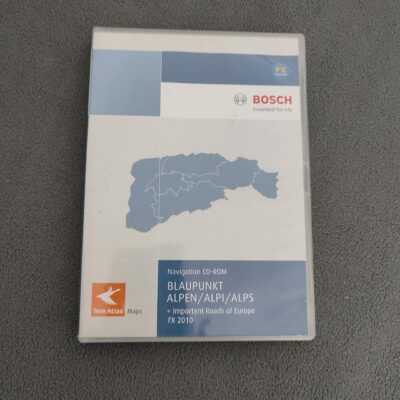 FX
BOSCH
Invented for life
Navigation CD-ROM
BLAUPUNKT
ALPEN/ALPI/ALPS
+ Important Roads of Europe
FX 2010
Tele Atlas
Maps